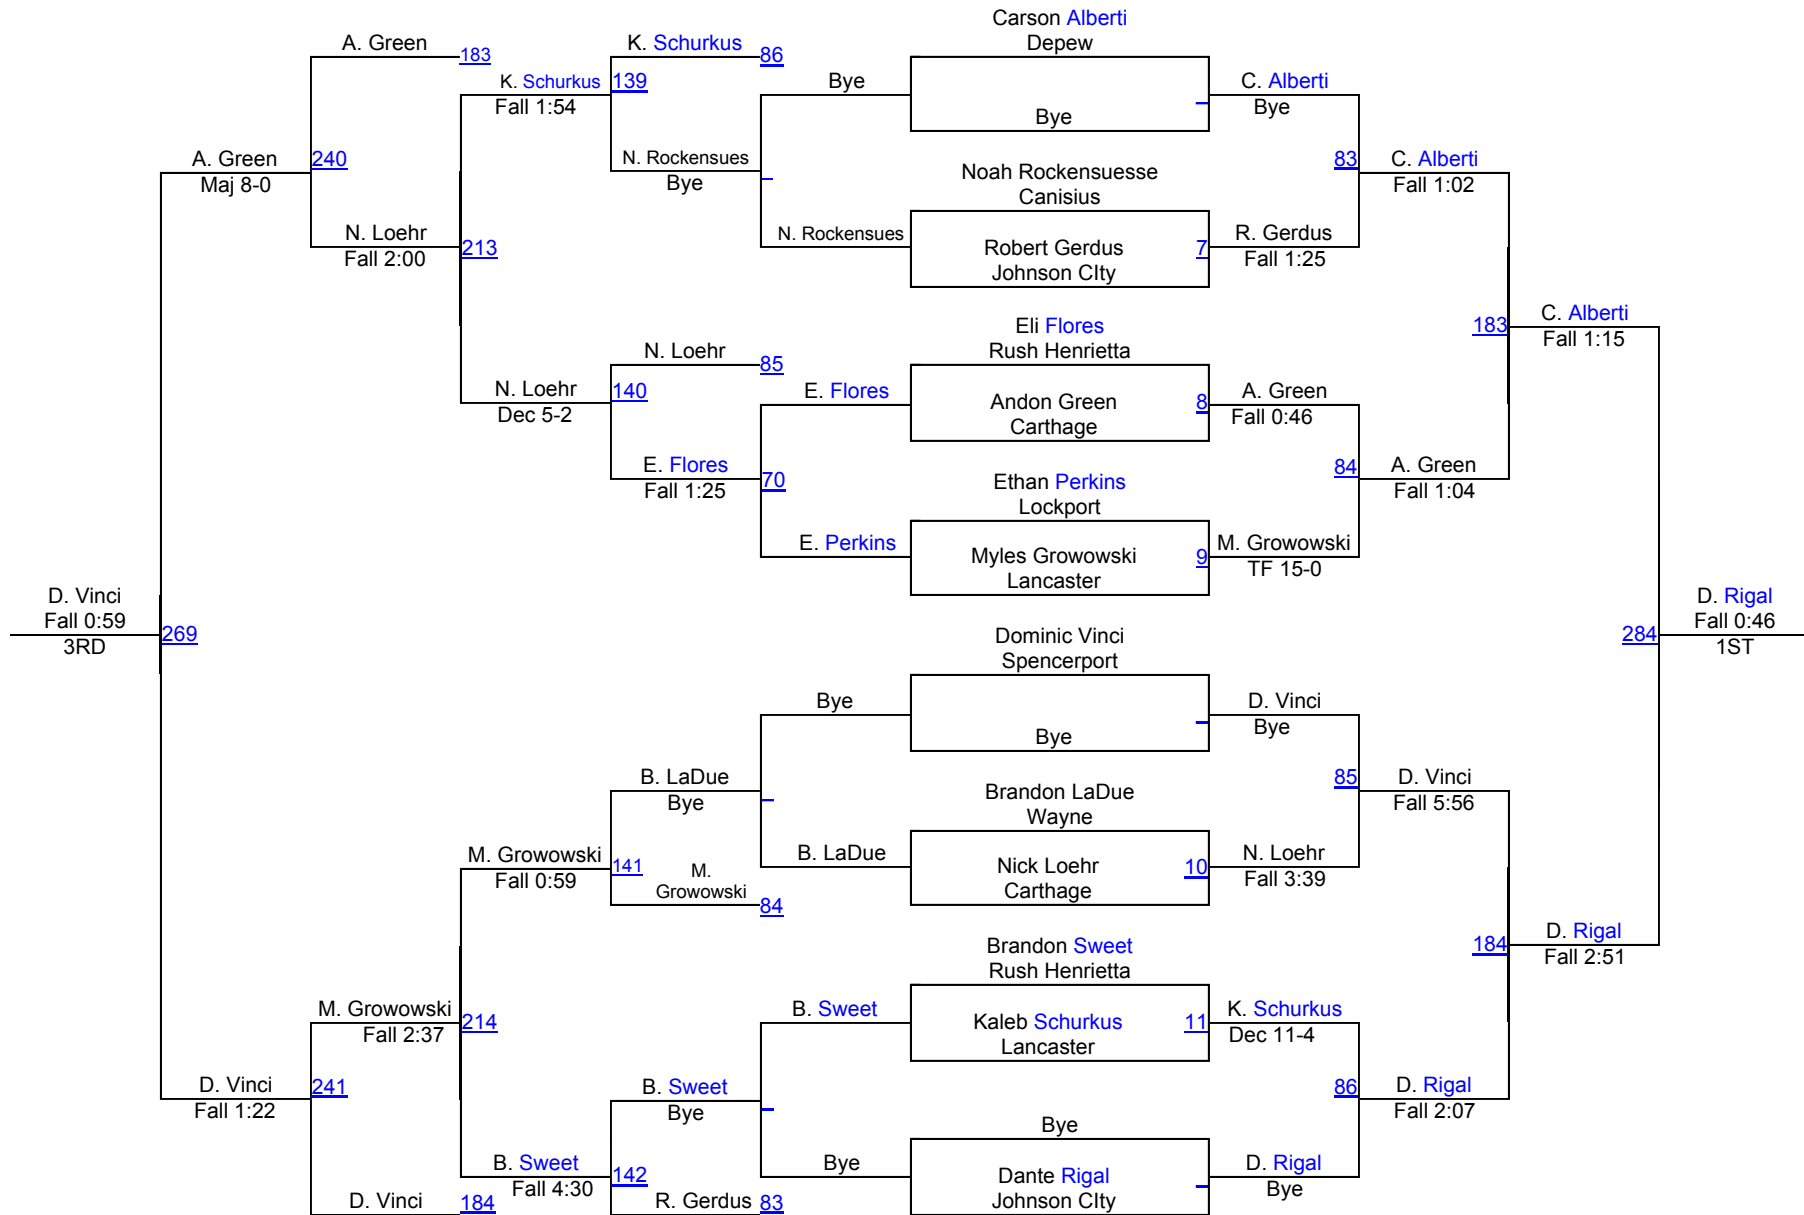 Carson Alberti
Depew
Bye
Noah Rockensuesse
Canisius
Robert Gerdus
7
Johnson CIty
Eli Flores
Rush Henrietta
Andon Green
8
Carthage
Ethan Perkins
Lockport
Myles Growowski
9
Lancaster
Dominic Vinci
Spencerport
Bye
Brandon LaDue
Wayne
Nick Loehr
10
Carthage
Brandon Sweet
Rush Henrietta
Kaleb Schurkus
11
Lancaster
Bye
Dante Rigal
Johnson CIty
C. Alberti
Bye
R. Gerdus
Fall 1:25
A. Green
Fall 0:46
M. Growowski
TF 15-0
D. Vinci
Bye
N. Loehr
Fall 3:39
K. Schurkus
Dec 11-4
D. Rigal
Bye
83
C. Alberti
Fall 1:02
84
A. Green
Fall 1:04
85
D. Vinci
Fall 5:56
86
D. Rigal
Fall 2:07
183
C. Alberti
Fall 1:15
184
D. Rigal
Fall 2:51
284
D. Rigal
Fall 0:46
1ST
Bye
N. Rockensues
E. Flores
E. Perkins
Bye
B. LaDue
B. Sweet
Bye
K. Schurkus
86
N. Rockensues
Bye
N. Loehr
85
E. Flores
Fall 1:25
70
B. LaDue
Bye
M.
Growowski
84
B. Sweet
Bye
R. Gerdus
83
K. Schurkus
Fall 1:54
139
N. Loehr
Dec 5-2
140
M. Growowski
Fall 0:59
141
B. Sweet
Fall 4:30
142
A. Green
183
N. Loehr
Fall 2:00
213
M. Growowski
Fall 2:37
214
D. Vinci
184
A. Green
Maj 8-0
240
D. Vinci
Fall 1:22
241
D. Vinci
Fall 0:59
3RD
269